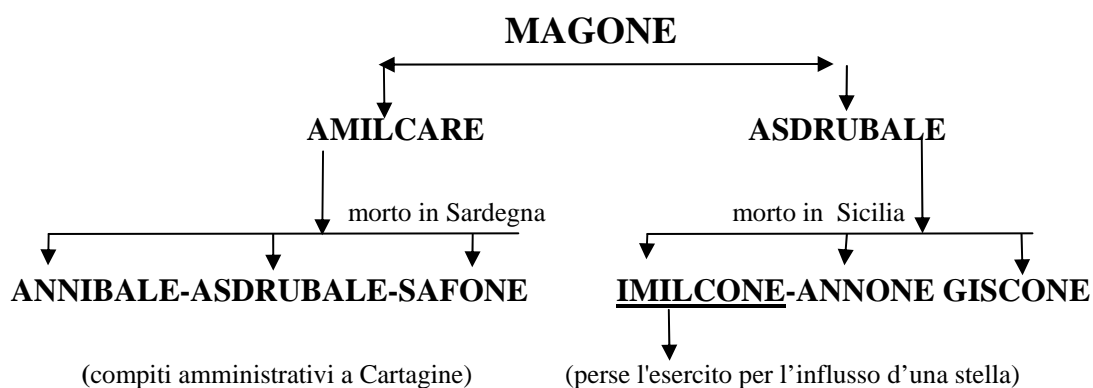 MAGONE
AMILCARE ASDRUBALE
morto in Sardegna morto in Sicilia
ANNIBALE-ASDRUBALE-SAFONE IMILCONE-ANNONE GISCONE
(compiti amministrativi a Cartagine) (perse l'esercito per l’influsso d’una stella)